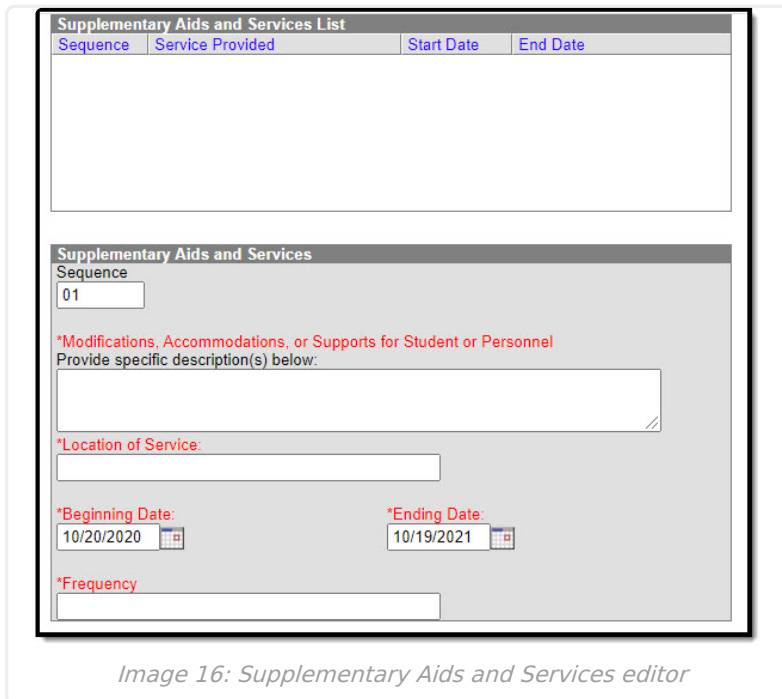 Supplementary Aids and Services List
Sequence Service Provided Start Date End Date
Supplementary Aids and Services
Sequence
01
*Modifications, Accommodations, or Supports for Student or Personnel
Provide specific description(s) below:
*Location of Service:
*Beginning Date: *Ending Date:
10/20/2020 10/19/2021
*Frequency
Image 16: Supplementary Aids and Services editor